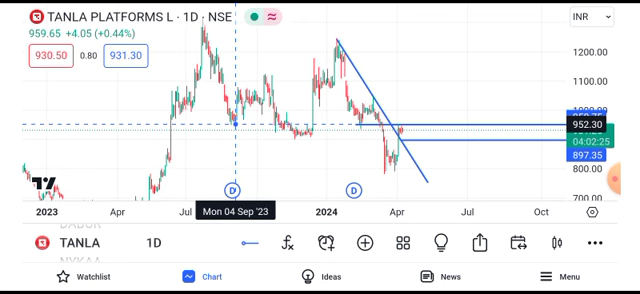 TANLA PLATFORMS L · 1D · NSE
INR
959.65 +4.05 (+0.44%)
930.50 0.80 931.30
1200.00
1100.00
952.30
04:02:25
897.35
800.00
700.00
D D
2023 Apr Jul Mon 04 Sep '23 2024 Apr Jul Oct
TANLA 1D
NYKAA
Watchlist Chart Ideas News Menu